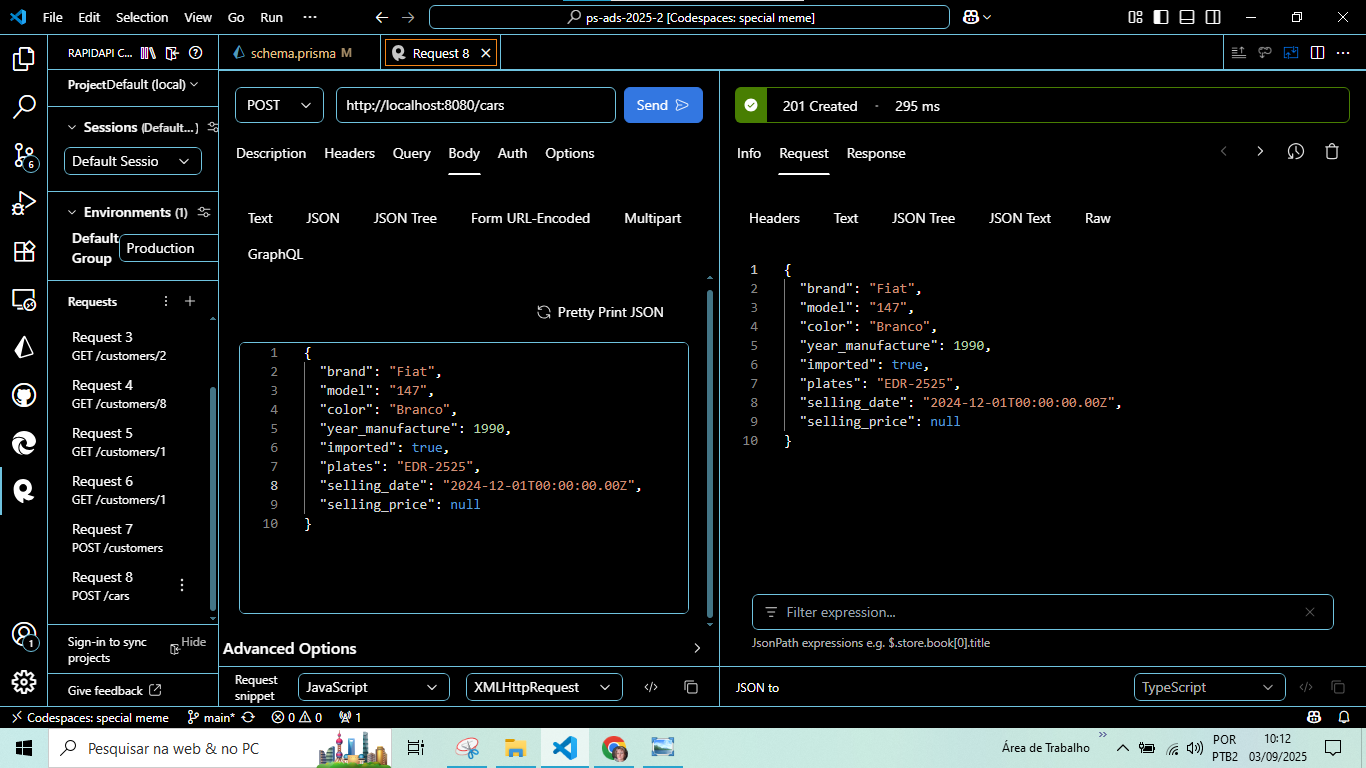 File Edit Selection View Go Run ··· ps-ads-2025-2 [Codespaces: special meme]
RAPIDAPI C... schema.prisma M Request 8
ProjectDefault (local)
Sessions (Default...]
Default Sessio
Environments (1)
Default Group Production
Requests
Request 3
GET /customers/2
Request 4
GET /customers/8
Request 5
GET /customers/1
Request 6
GET /customers/1
Request 7
POST /customers
Request 8
POST /cars
Sign-in to sync projects Hide
Give feedback
6
1
POST http://localhost:8080/cars Send
Description Headers Query Body Auth Options
Text JSON JSON Tree Form URL-Encoded Multipart
GraphQL
Pretty Print JSON
1 {
2 "brand": "Fiat",
3 "model": "147",
4 "color": "Branco",
5 "year_manufacture": 1990,
6 "imported": true,
7 "plates": "EDR-2525",
8 "selling_date": "2024-12-01T00:00:00.00Z",
9 "selling_price": null
10 }
Advanced Options
Request snippet JavaScript XMLHttpRequest
201 Created · 295 ms
Info Request Response
Headers Text JSON Tree JSON Text Raw
1 {
2 "brand": "Fiat",
3 "model": "147",
4 "color": "Branco",
5 "year_manufacture": 1990,
6 "imported": true,
7 "plates": "EDR-2525",
8 "selling_date": "2024-12-01T00:00:00.00Z",
9 "selling_price": null
10 }
Filter expression...
JsonPath expressions e.g. $.store.book[0].title
JSON to TypeScript
Codespaces: special meme main* 0 0 1
Pesquisar na web & no PC Área de Trabalho POR 10:12
PTB2 03/09/2025